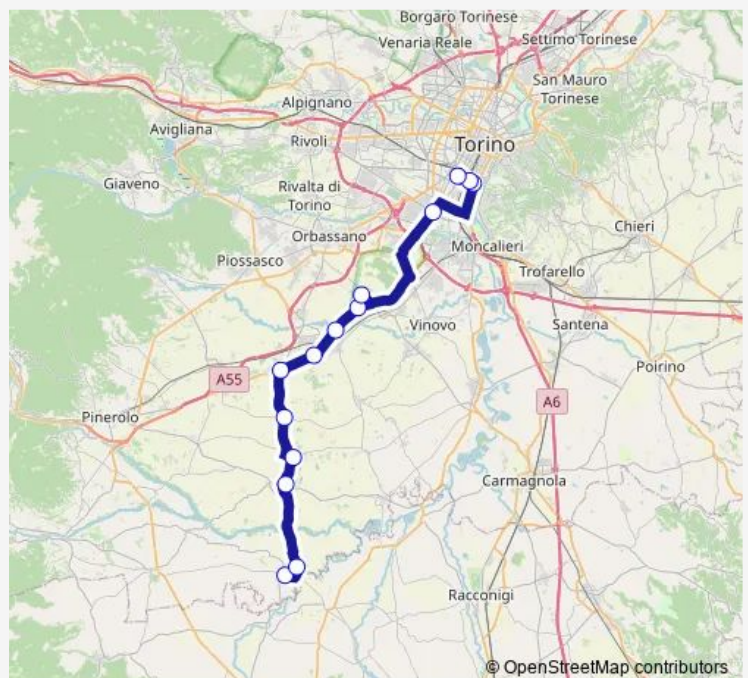 Borgaro Torinese
Venaria Reale
Settimo Torinese
San Mauro
Torinese
Alpignano
Avigliana
Rivoli
Torino
Giaveno
Rivalta di
Torino
Chieri
Orbassano
Moncalieri
Piossasco
Trofarello
Vinovo
Santena
Poirino
A55
A6
Pinerolo
Carmagnola
Racconigi
© OpenStreetMap contributors